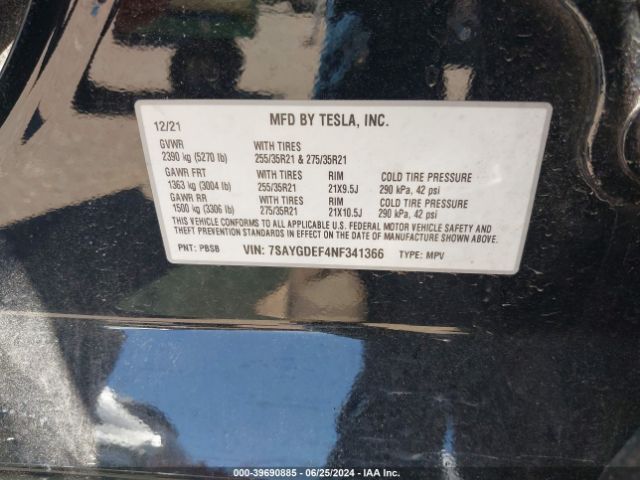 12/21 MFD BY TESLA, INC.
GVWR WITH TIRES
2390 kg (5270 lb) 255/35R21 & 275/35R21
GAWR FRT WITH TIRES RIM COLD TIRE PRESSURE
1363 kg (3004 lb) 255/35R21 21X9.5J 290 kPa, 42 psi
GAWR RR WITH TIRES RIM COLD TIRE PRESSURE
1500 kg (3306 lb) 275/35R21 21X10.5J 290 kPa, 42 psi
THIS VEHICLE CONFORMS TO ALL APPLICABLE U.S. FEDERAL MOTOR VEHICLE SAFETY AND
THEFT PREVENTION STANDARDS IN EFFECT ON THE DATE OF MANUFACTURE SHOWN ABOVE.
PNT: PBSB VIN: 7SAYGDEF4NF341366 TYPE: MPV
000-39690885 - 06/25/2024 - IAA Inc.